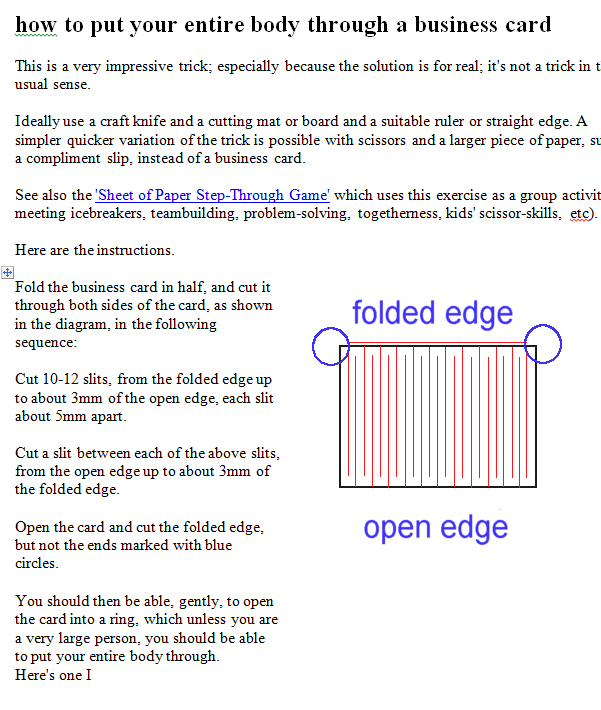 how to put your entire body through a business card
This is a very impressive trick; especially because the solution is for real; it's not a trick in t
usual sense.
Ideally use a craft knife and a cutting mat or board and a suitable ruler or straight edge. A
simpler quicker variation of the trick is possible with scissors and a larger piece of paper, su
a compliment slip, instead of a business card.
See also the 'Sheet of Paper Step-Through Game' which uses this exercise as a group activit
meeting icebreakers, teambuilding, problem-solving, togetherness, kids' scissor-skills, etc).
Here are the instructions.
Fold the business card in half, and cut it
through both sides of the card, as shown
in the diagram, in the following
sequence:
Cut 10-12 slits, from the folded edge up
to about 3mm of the open edge, each slit
about 5mm apart.
Cut a slit between each of the above slits,
from the open edge up to about 3mm of
the folded edge.
Open the card and cut the folded edge,
but not the ends marked with blue
circles.
You should then be able, gently, to open
the card into a ring, which unless you are
a very large person, you should be able
to put your entire body through.
Here's one I
folded edge
open edge